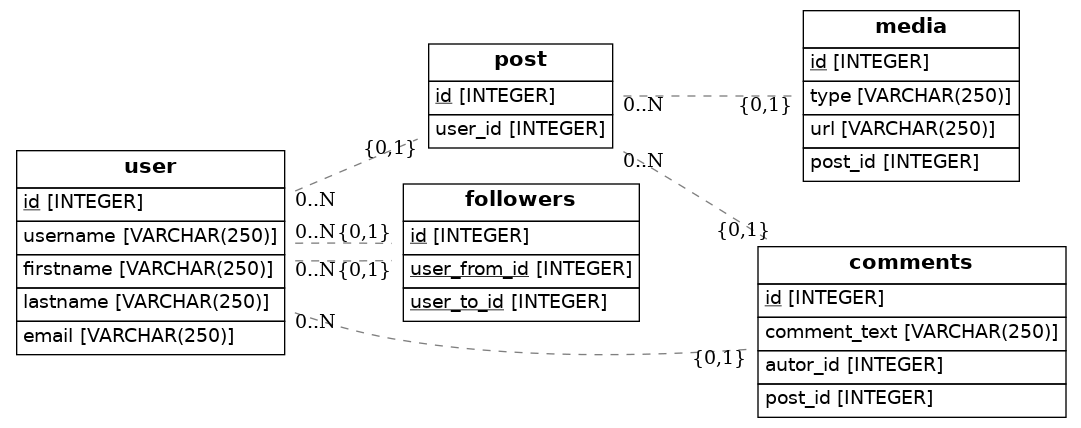 media
id [INTEGER]
type [VARCHAR(250)]
url [VARCHAR(250)]
post_id [INTEGER]
post
id [INTEGER]
user_id [INTEGER]
0..N
{0,1}
0..N
{0,1}
{0,1}
0..N
user
id [INTEGER]
username [VARCHAR(250)]
firstname [VARCHAR(250)]
lastname [VARCHAR(250)]
email [VARCHAR(250)]
0..N{0,1}
0..N{0,1}
0..N
{0,1}
followers
id [INTEGER]
user_from_id [INTEGER]
user_to_id [INTEGER]
comments
id [INTEGER]
comment_text [VARCHAR(250)]
autor_id [INTEGER]
post_id [INTEGER]